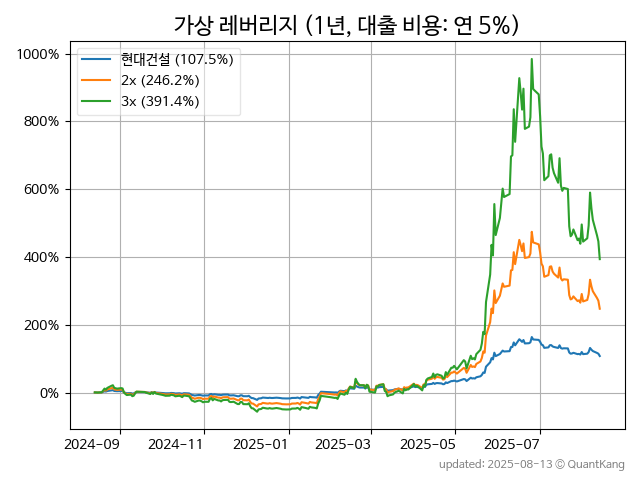 가상 레버리지 (1년, 대출 비용: 연 5%)
현대건설 (107.5%)
2x (246.2%)
3x (391.4%)
1000%
800%
600%
400%
200%
0%
2024-09
2024-11
2025-01
2025-03
2025-05
2025-07
updated: 2025-08-13 © QuantKang